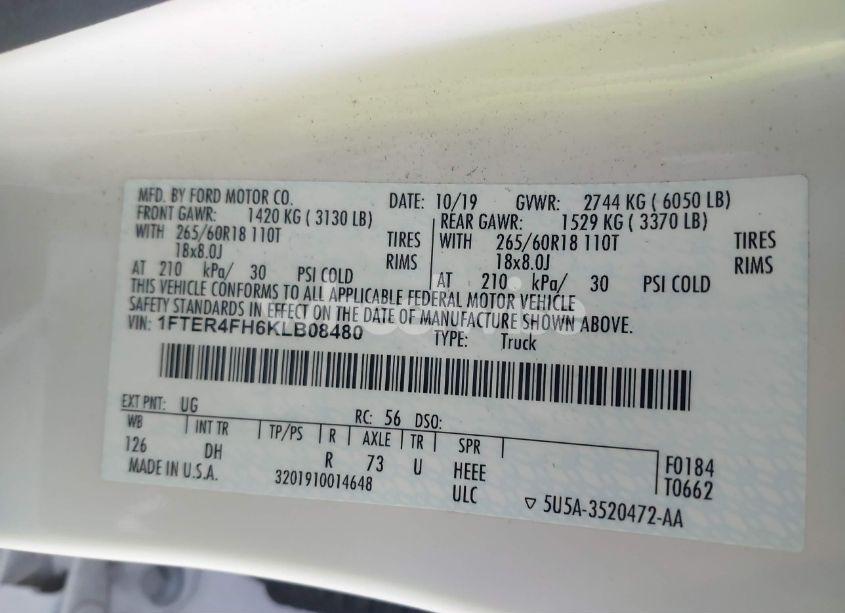 MFD. BY FORD MOTOR CO. DATE: 10/19 GVWR: 2744 KG ( 6050 LB)
FRONT GAWR: 1420 KG ( 3130 LB) REAR GAWR: 1529 KG ( 3370 LB)
WITH 265/60R18 110T TIRES WITH 265/60R18 110T TIRES
18x8.0J RIMS 18x8.0J RIMS
AT 210 kPa/ 30 PSI COLD AT 210 kPa/ 30 PSI COLD
THIS VEHICLE CONFORMS TO ALL APPLICABLE FEDERAL MOTOR VEHICLE
SAFETY STANDARDS IN EFFECT ON THE DATE OF MANUFACTURE SHOWN ABOVE.
VIN: 1FTER4FH6KLB08480 TYPE: Truck
EXT PNT: UG RC: 56 DSO:
WB INT TR TP/PS R AXLE TR SPR
126 DH R 73 U HEEE F0184
MADE IN U.S.A. 3201910014648 ULC T0662
▽ 5U5A-3520472-AA